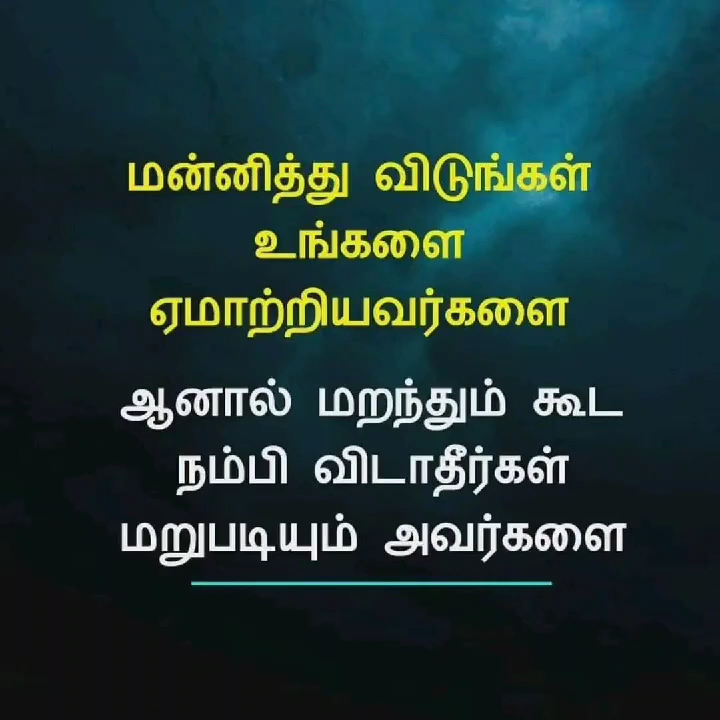 மன்னித்து விடுங்கள்
உங்களை
ஏமாற்றியவர்களை
ஆனால் மறந்தும் கூட
நம்பி விடாதீர்கள்
மறுபடியும் அவர்களை